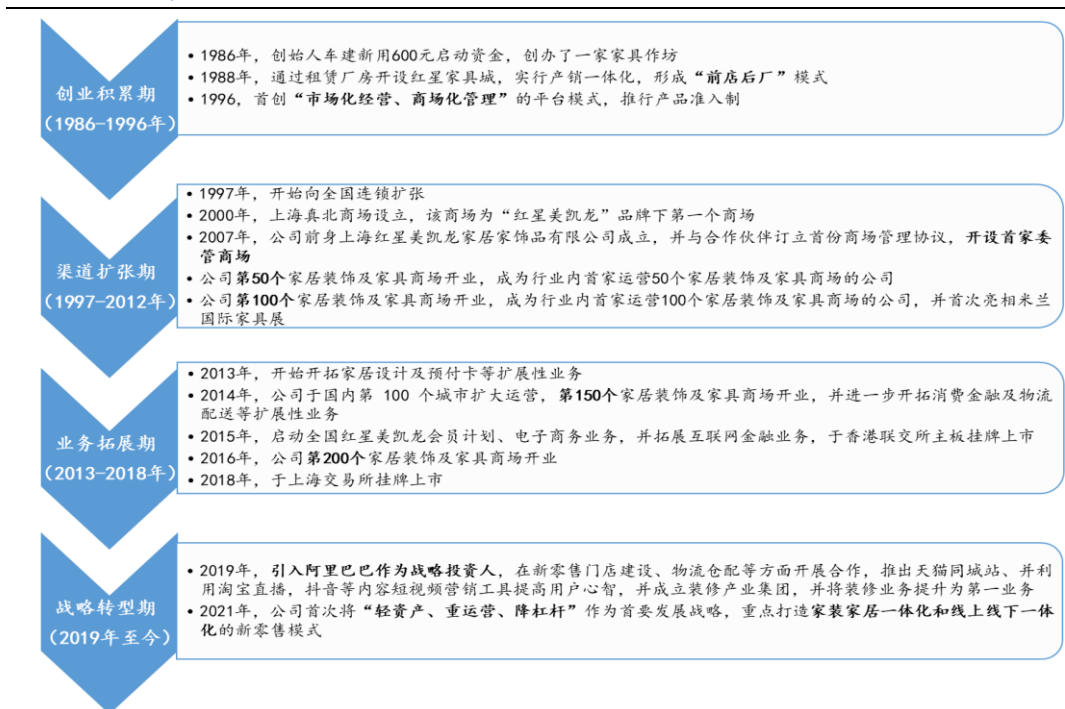 创业积累期
（1986-1996年）
• 1986年，创始人车建新用600元启动资金，创办了一家家具作坊
• 1988年，通过租赁厂房开设红星家具城，实行产销一体化，形成“前店后厂”模式
• 1996，首创“市场化经营、商场化管理”的平台模式，推行产品准入制
渠道扩张期
（1997-2012年）
• 1997年，开始向全国连锁扩张
• 2000年，上海真北商场设立，该商场为“红星美凯龙”品牌下第一个商场
• 2007年，公司前身上海红星美凯龙家居家饰品有限公司成立，并与合作伙伴订立首份商场管理协议，开设首家委
管商场
• 公司第50个家居装饰及家具商场开业，成为行业内首家运营50个家居装饰及家具商场的公司
• 公司第100个家居装饰及家具商场开业，成为行业内首家运营100个家居装饰及家具商场的公司，并首次亮相米兰
国际家具展
业务拓展期
（2013-2018年）
• 2013年，开始开拓家居设计及预付卡等扩展性业务
• 2014年，公司于国内第 100 个城市扩大运营，第150个家居装饰及家具商场开业，并进一步开拓消费金融及物流
配送等扩展性业务
• 2015年，启动全国红星美凯龙会员计划、电子商务业务，并拓展互联网金融业务，于香港联交所主板挂牌上市
• 2016年，公司第200个家居装饰及家具商场开业
• 2018年，于上海交易所挂牌上市
战略转型期
（2019年至今）
• 2019年，引入阿里巴巴作为战略投资人，在新零售门店建设、物流仓配等方面开展合作，推出天猫同城站、并利
用淘宝直播，抖音等内容短视频营销工具提高用户心智，并成立装修产业集团，并将装修业务提升为第一业务
• 2021年，公司首次将“轻资产、重运营、降杠杆”作为首要发展战略，重点打造家装家居一体化和线上线下一体
化的新零售模式